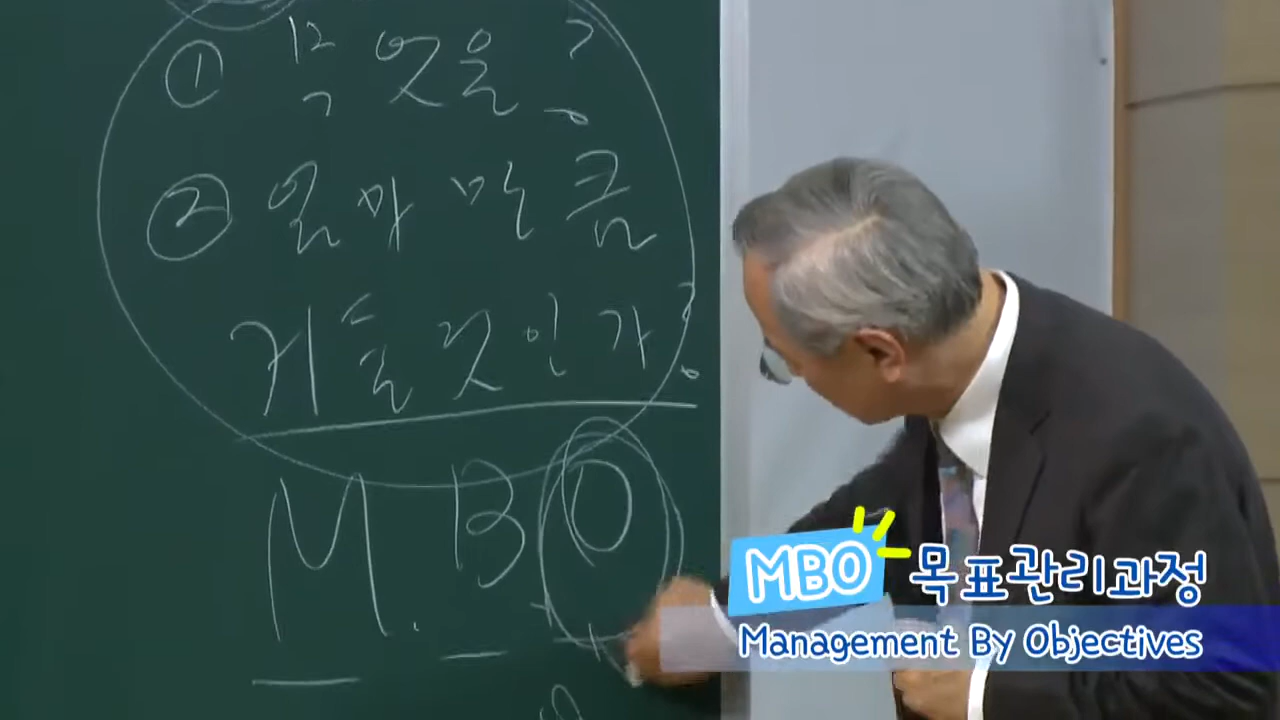 ① 무엇을?
② 얼마만큼
거둘 것인가?
M. B. O
MBO 목표관리과정
Management By Objectives